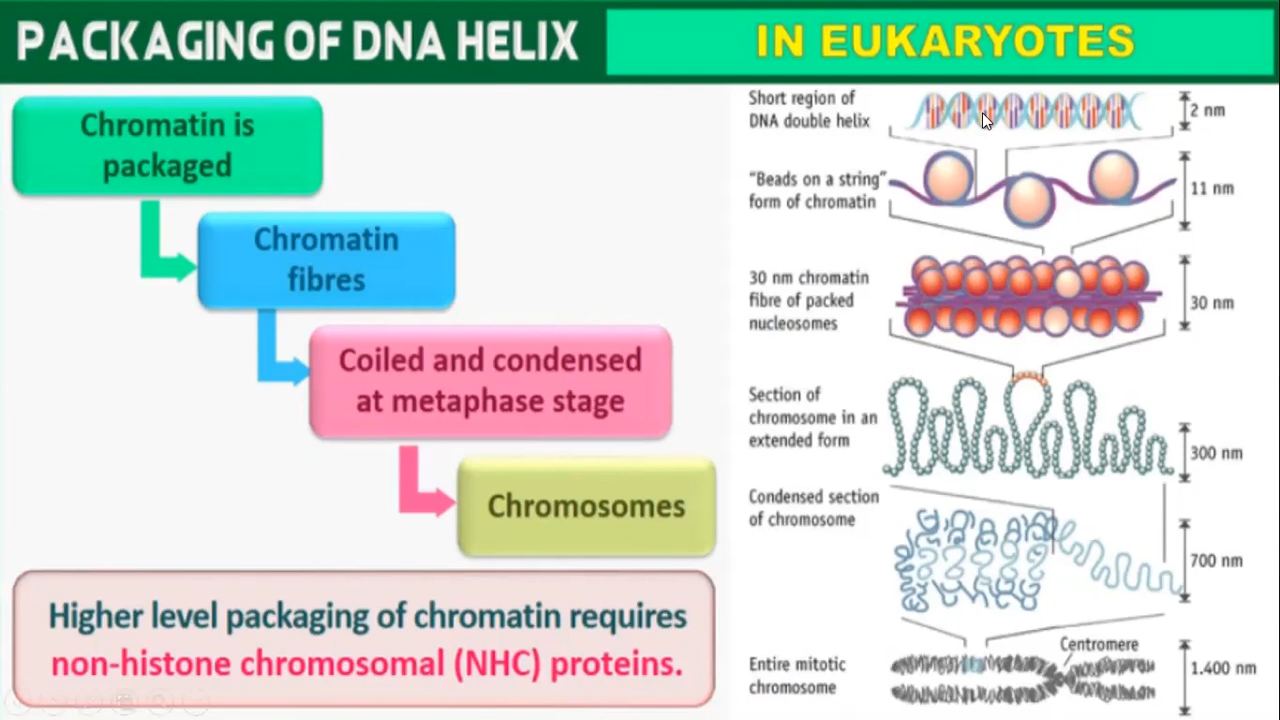 PACKAGING OF DNA HELIX
IN EUKARYOTES
Chromatin is
packaged
Chromatin
fibres
Coiled and condensed
at metaphase stage
Chromosomes
Higher level packaging of chromatin requires
non-histone chromosomal (NHC) proteins.
Short region of
DNA double helix
2 nm
"Beads on a string"
form of chromatin
11 nm
30 nm chromatin
fibre of packed
nucleosomes
30 nm
Section of
chromosome in an
extended form
300 nm
Condensed section
of chromosome
700 nm
Centromere
Entire mitotic
chromosome
1.400 nm